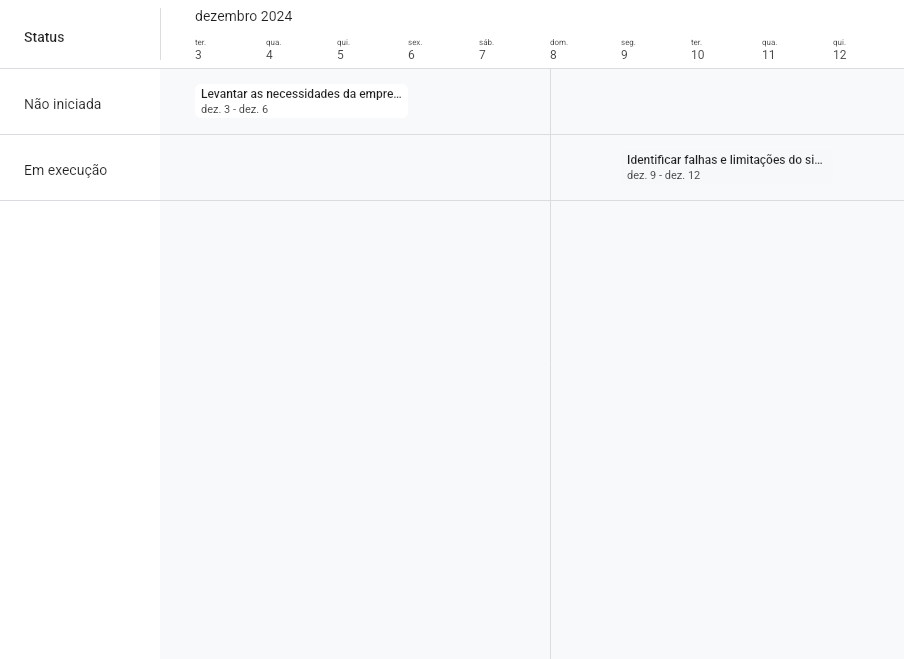 Status
dezembro 2024
ter. qua. qui. sex. sáb. dom. seg. ter. qua. qui.
3 4 5 6 7 8 9 10 11 12
Não iniciada
Levantar as necessidades da empre...
dez. 3 - dez. 6
Em execução
Identificar falhas e limitações do si...
dez. 9 - dez. 12